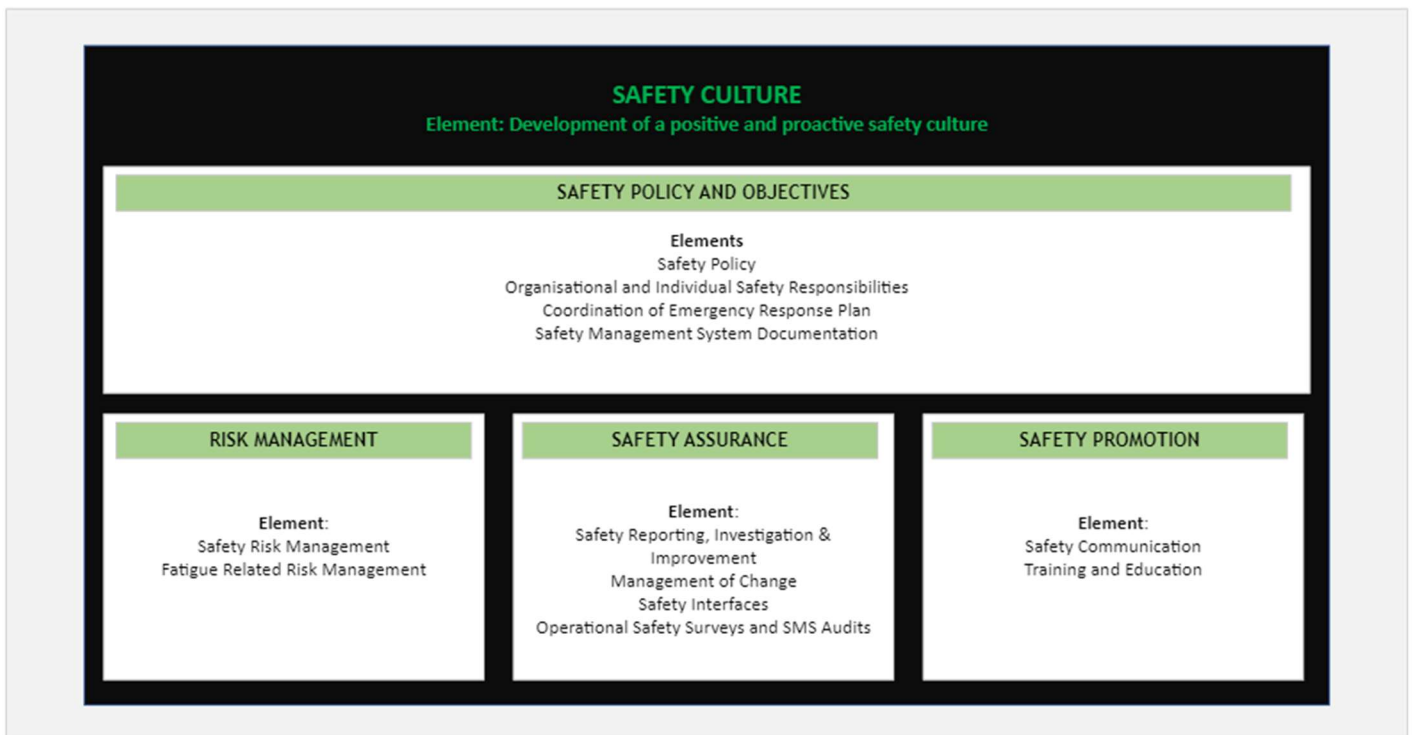 SAFETY CULTURE
Element: Development of a positive and proactive safety culture
SAFETY POLICY AND OBJECTIVES
Elements
Safety Policy
Organisational and Individual Safety Responsibilities
Coordination of Emergency Response Plan
Safety Management System Documentation
RISK MANAGEMENT
Element:
Safety Risk Management
Fatigue Related Risk Management
SAFETY ASSURANCE
Element:
Safety Reporting, Investigation &
Improvement
Management of Change
Safety Interfaces
Operational Safety Surveys and SMS Audits
SAFETY PROMOTION
Element:
Safety Communication
Training and Education